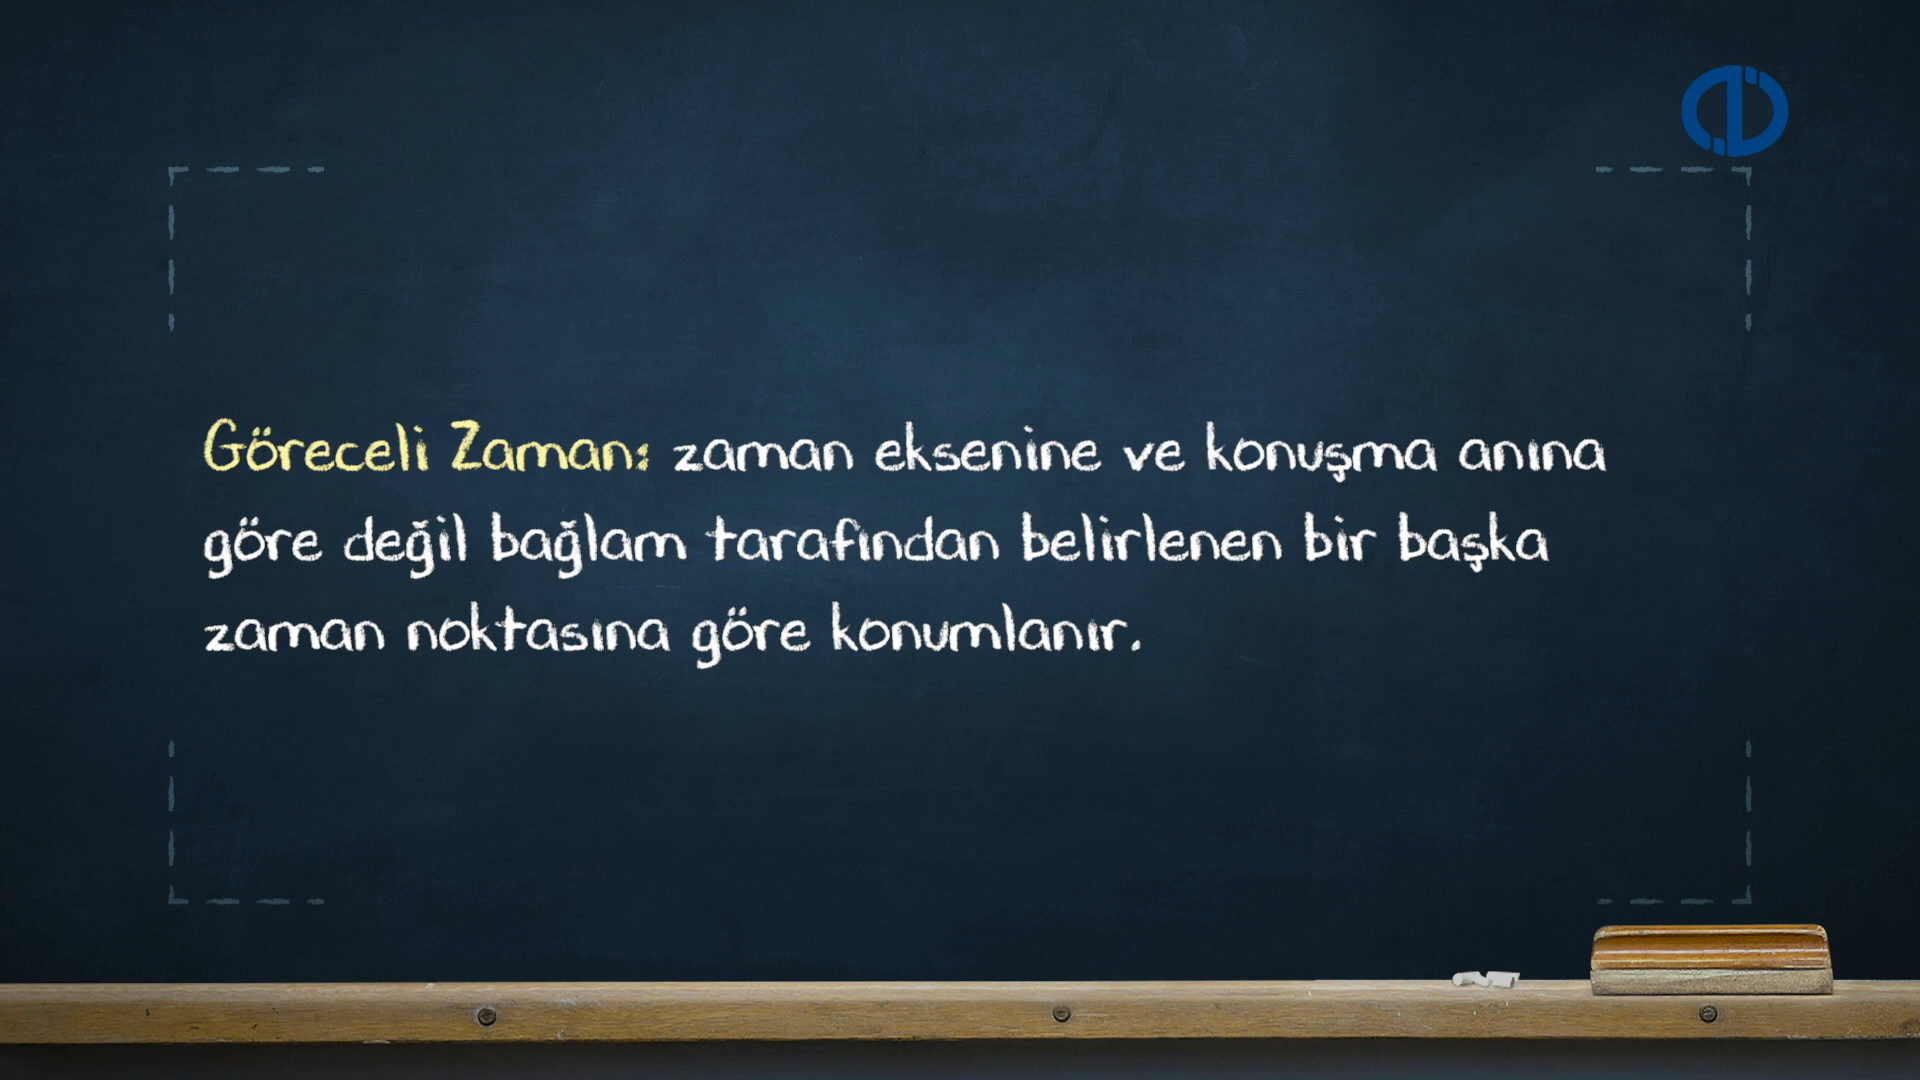 Göreceli Zaman: zaman eksenine ve konuşma anına
göre değil bağlam tarafından belirlenen bir başka
zaman noktasına göre konumlanır.